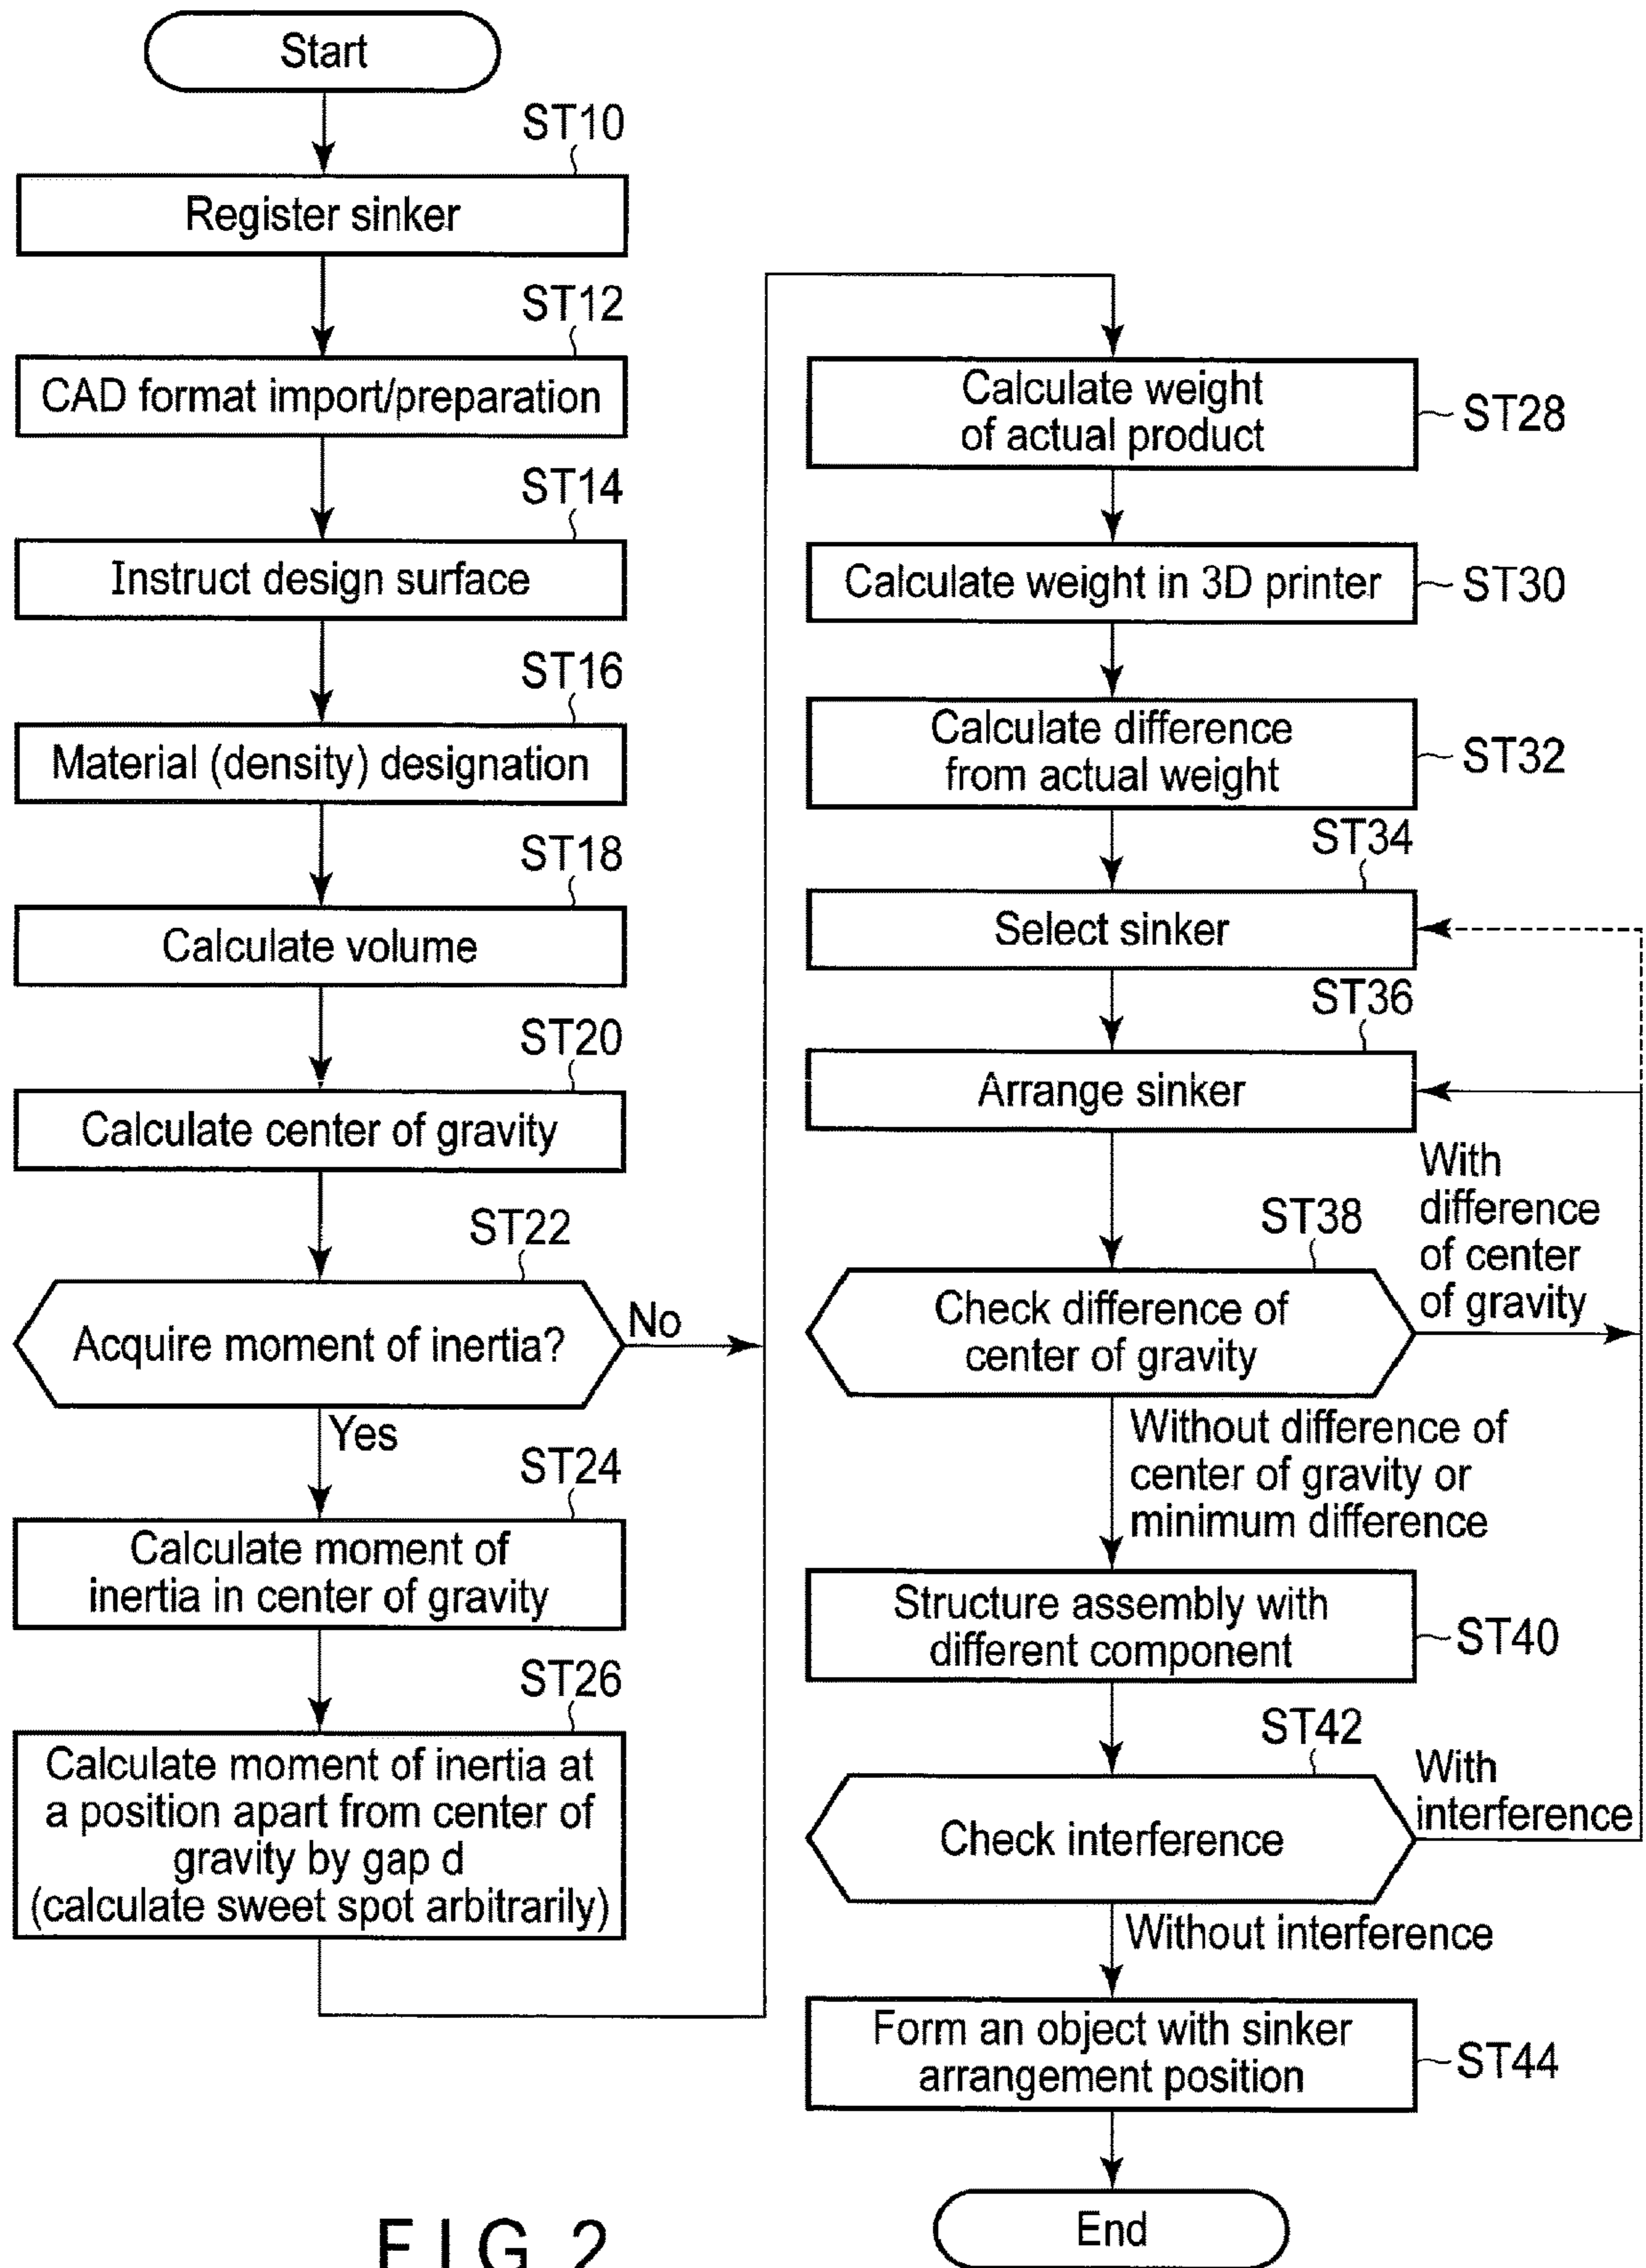 Start
ST10
Register sinker
ST12
CAD format import/preparation
ST14
Instruct design surface
ST16
Material (density) designation
ST18
Calculate volume
ST20
Calculate center of gravity
ST22
Acquire moment of inertia?
No
Yes
ST24
Calculate moment of
inertia in center of gravity
ST26
Calculate moment of inertia at
a position apart from center of
gravity by gap d
(calculate sweet spot arbitrarily)
Calculate weight
of actual product
ST28
Calculate weight in 3D printer
ST30
Calculate difference
from actual weight
ST32
ST34
Select sinker
ST36
Arrange sinker
With
difference
of center
of gravity
ST38
Check difference of
center of gravity
Without difference of
center of gravity or
minimum difference
Structure assembly with
different component
ST40
ST42
Check interference
With
interference
Without interference
Form an object with sinker
arrangement position
ST44
End
FIG. 2